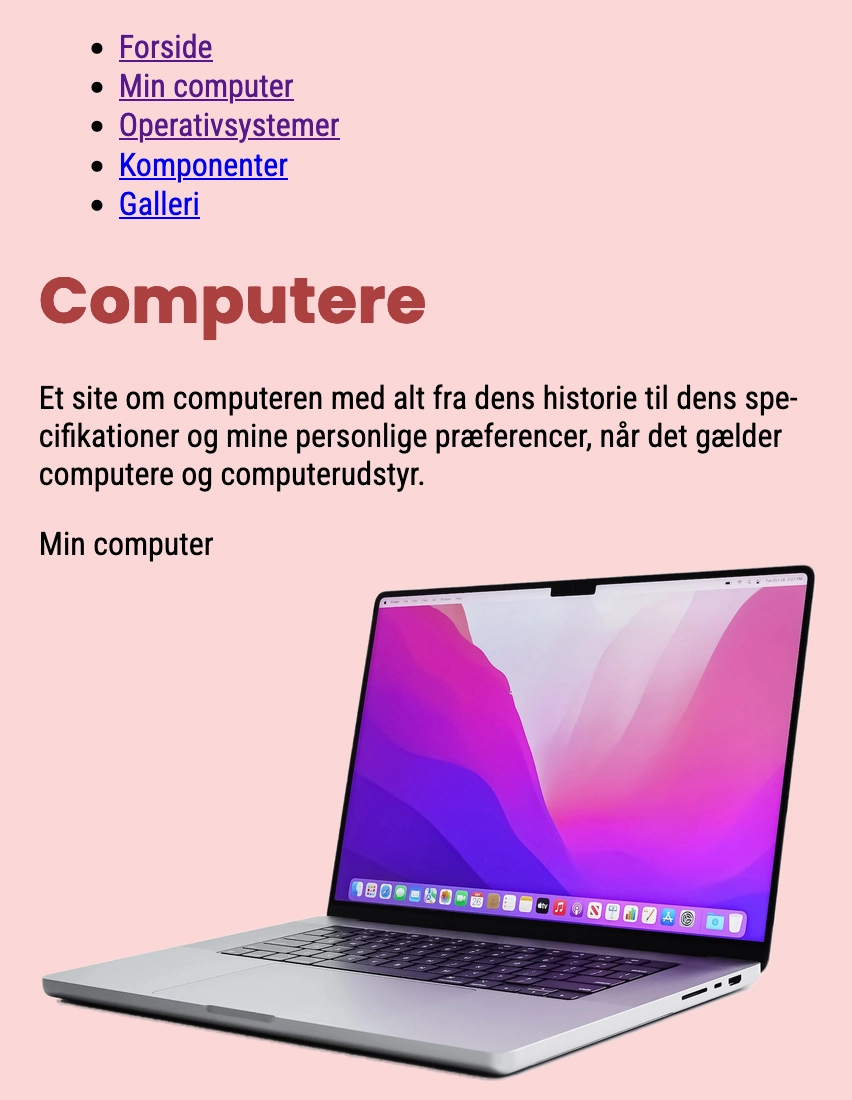 Forside
Min computer
Operativsystemer
Komponenter
Galleri
Computere
Et site om computeren med alt fra dens historie til dens spe-
cifikationer og mine personlige præferencer, når det gælder
computere og computerudstyr.
Min computer